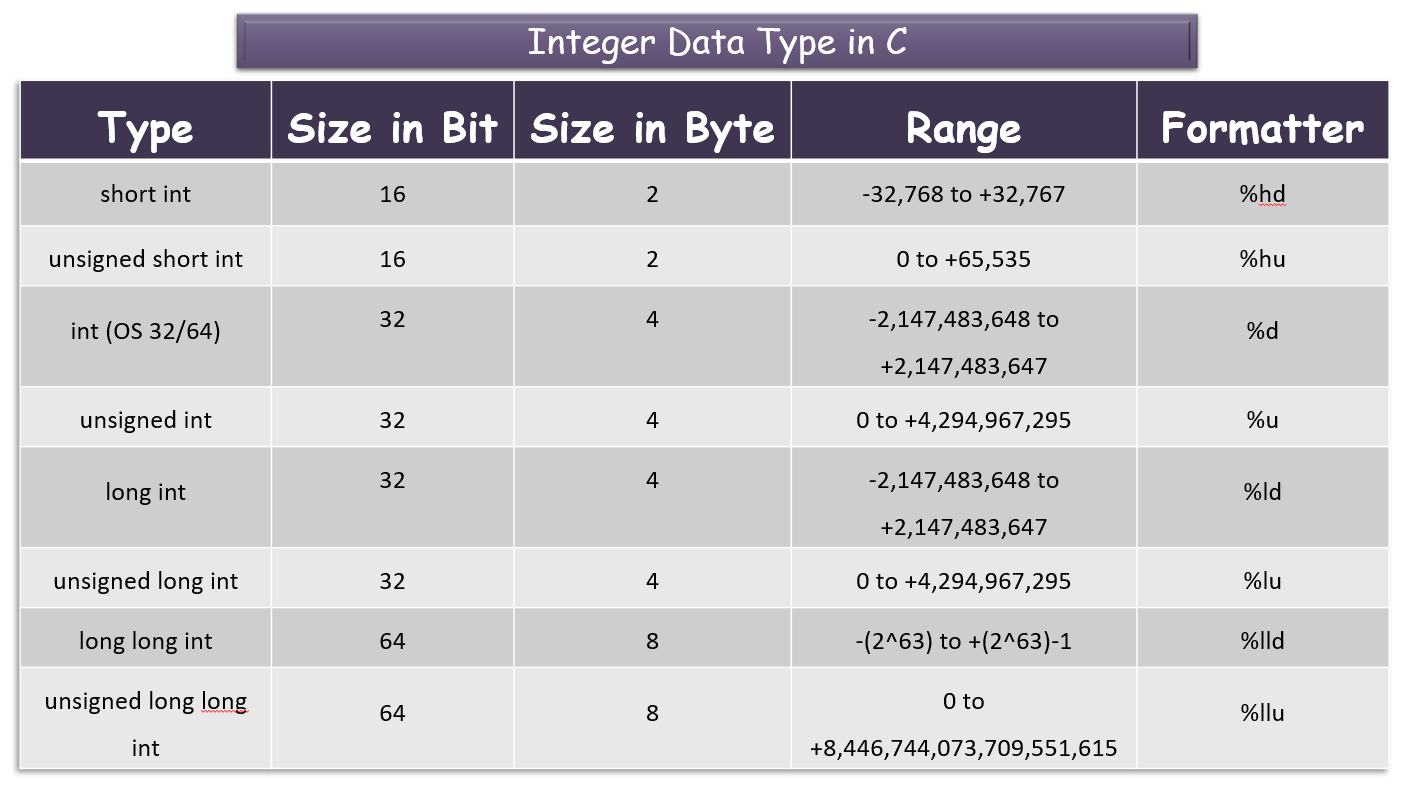 Integer Data Type in C
Type Size in Bit Size in Byte Range Formatter
short int 16 2 -32,768 to +32,767 %hd
unsigned short int 16 2 0 to +65,535 %hu
int (OS 32/64) 32 4 -2,147,483,648 to
+2,147,483,647 %d
unsigned int 32 4 0 to +4,294,967,295 %u
long int 32 4 -2,147,483,648 to
+2,147,483,647 %ld
unsigned long int 32 4 0 to +4,294,967,295 %lu
long long int 64 8 -(2^63) to +(2^63)-1 %lld
unsigned long long
int 64 8 0 to
+8,446,744,073,709,551,615 %llu